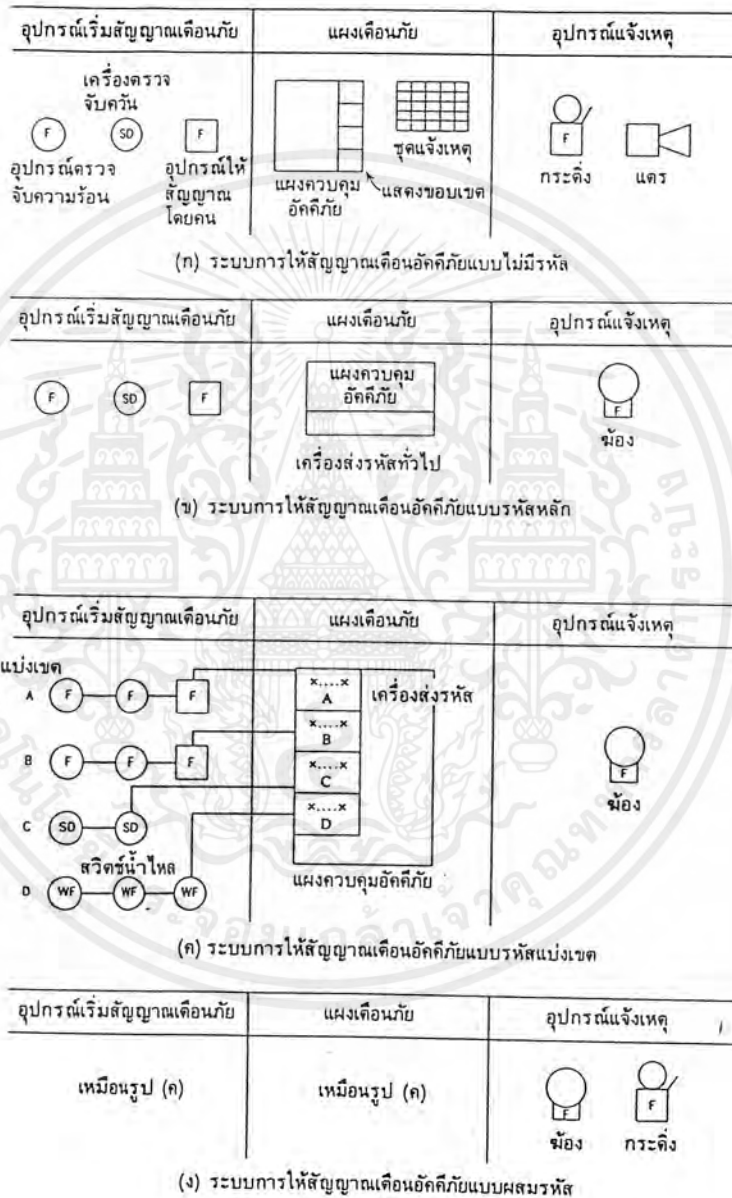 อุปกรณ์เริ่มสัญญาณเตือนภัย แผงเตือนภัย อุปกรณ์แจ้งเหตุ
เครื่องตรวจ
จับควัน
F SD F
อุปกรณ์ตรวจ
จับความร้อน
อุปกรณ์ให้
สัญญาณ
โดยคน
ชุดแจ้งเหตุ
แผงควบคุม
อัคคีภัย
แสดงขอบเขต
F
กระดิ่ง แตร
(ก) ระบบการให้สัญญาณเตือนอัคคีภัยแบบไม่มีรหัส
อุปกรณ์เริ่มสัญญาณเตือนภัย แผงเตือนภัย อุปกรณ์แจ้งเหตุ
F SD F
แผงควบคุม
อัคคีภัย
เครื่องส่งรหัสทั่วไป
F
ฆ้อง
(ข) ระบบการให้สัญญาณเตือนอัคคีภัยแบบรหัสหลัก
อุปกรณ์เริ่มสัญญาณเตือนภัย แผงเตือนภัย อุปกรณ์แจ้งเหตุ
แบ่งเขต
A F F F
B F F F
C SD SD
สวิตช์น้ำไหล
D WF WF WF
x....x
A
x....x
B
x....x
C
x....x
D
เครื่องส่งรหัส
แผงควบคุมอัคคีภัย
F
ฆ้อง
(ค) ระบบการให้สัญญาณเตือนอัคคีภัยแบบรหัสแบ่งเขต
อุปกรณ์เริ่มสัญญาณเตือนภัย แผงเตือนภัย อุปกรณ์แจ้งเหตุ
เหมือนรูป (ค) เหมือนรูป (ค)
F F
ฆ้อง กระดิ่ง
(ง) ระบบการให้สัญญาณเตือนอัคคีภัยแบบผสมรหัส